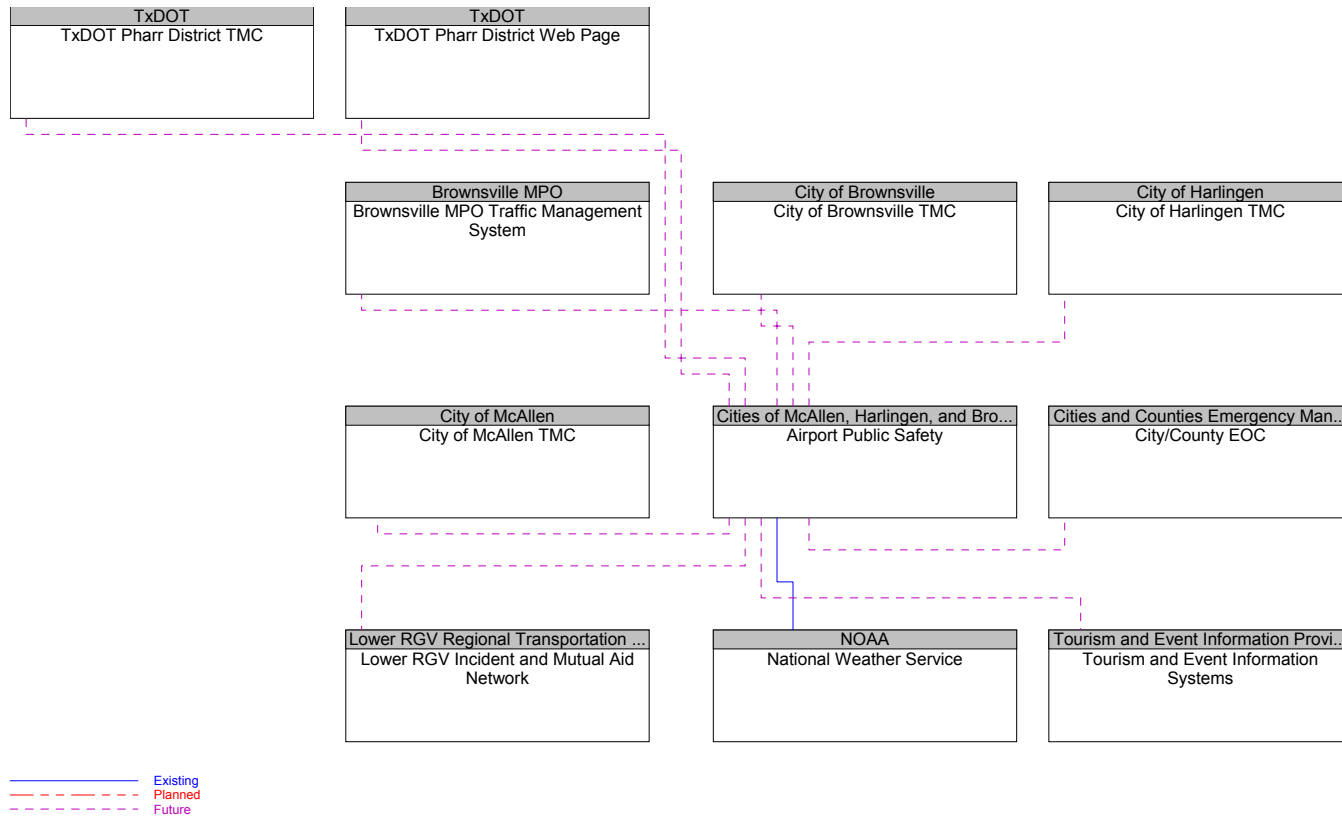 TxDOT
TxDOT Pharr District TMC
TxDOT
TxDOT Pharr District Web Page
Brownsville MPO
Brownsville MPO Traffic Management
System
City of Brownsville
City of Brownsville TMC
City of Harlingen
City of Harlingen TMC
City of McAllen
City of McAllen TMC
Cities of McAllen, Harlingen, and Bro...
Airport Public Safety
Cities and Counties Emergency Man...
City/County EOC
Lower RGV Regional Transportation ...
Lower RGV Incident and Mutual Aid
Network
NOAA
National Weather Service
Tourism and Event Information Provi...
Tourism and Event Information
Systems
Existing
Planned
Future